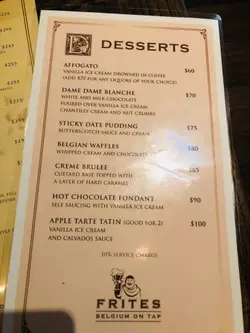 DESSERTS
AFFOGATO $60
VANILLA ICE CREAM DROWNED IN COFFEE
(ADD $70 FOR ANY LIQUEUR OF YOUR CHOICE)
DAME DAME BLANCHE $70
WHITE AND MILK CHOCOLATE
POURED OVER VANILLA ICE CREAM
CHANTILLY CREAM AND NUT CRUMBS
STICKY DATE PUDDING $75
BUTTERSCOTCH SAUCE AND CREAM
BELGIAN WAFFLES
WHIPPED CREAM AND CHOCOLATE
CREME BRULEE
CUSTARD BASE TOPPED WITH
A LAYER OF HARD CARAMEL
HOT CHOCOLATE FONDANT $90
SELF SAUCING WITH VANILLA ICE CREAM
APPLE TARTE TATIN (GOOD FOR 2) $100
VANILLA ICE CREAM
AND CALVADOS SAUCE
10% SERVICE CHARGE
FRITES
BELGIUM ON TAP